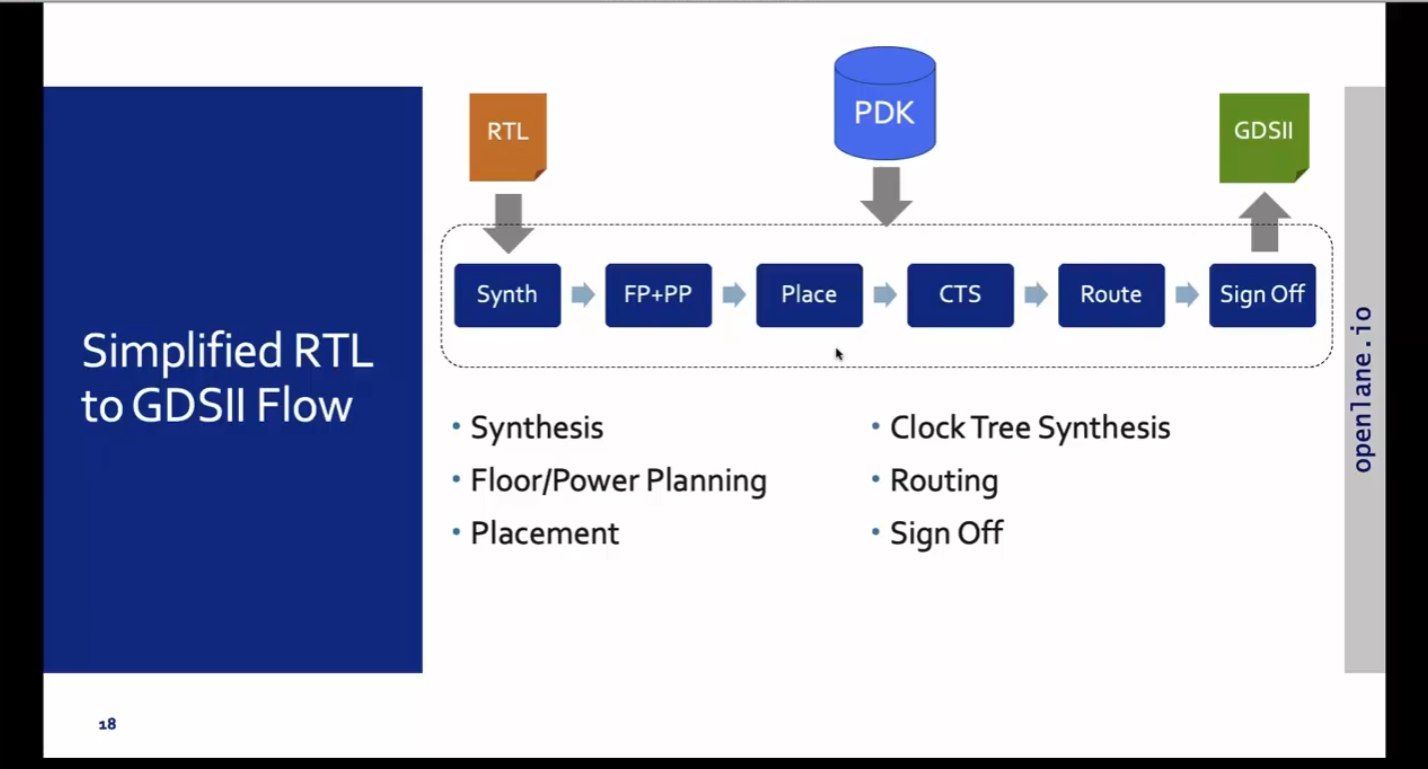 Simplified RTL
to GDSII Flow
RTL
PDK
GDSII
Synth
FP+PP
Place
CTS
Route
Sign Off
• Synthesis
• Floor/Power Planning
• Placement
• Clock Tree Synthesis
• Routing
• Sign Off
openlane.io
18